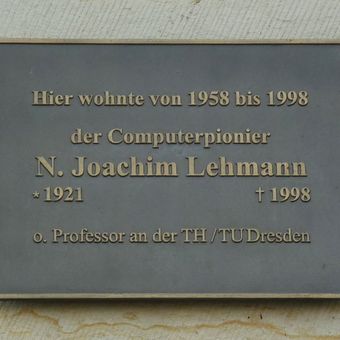 Hier wohnte von 1958 bis 1998
der Computerpionier
N. Joachim Lehmann
* 1921 † 1998
o. Professor an der TH /TU Dresden